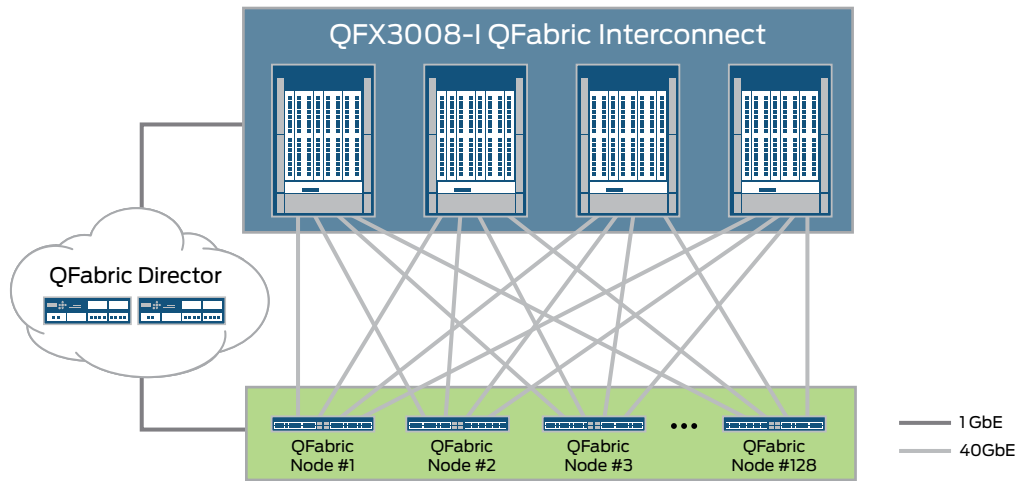 QFX3008-I QFabric Interconnect
QFabric Director
QFabric
Node #1
QFabric
Node #2
QFabric
Node #3
QFabric
Node #128
1 GbE
40GbE